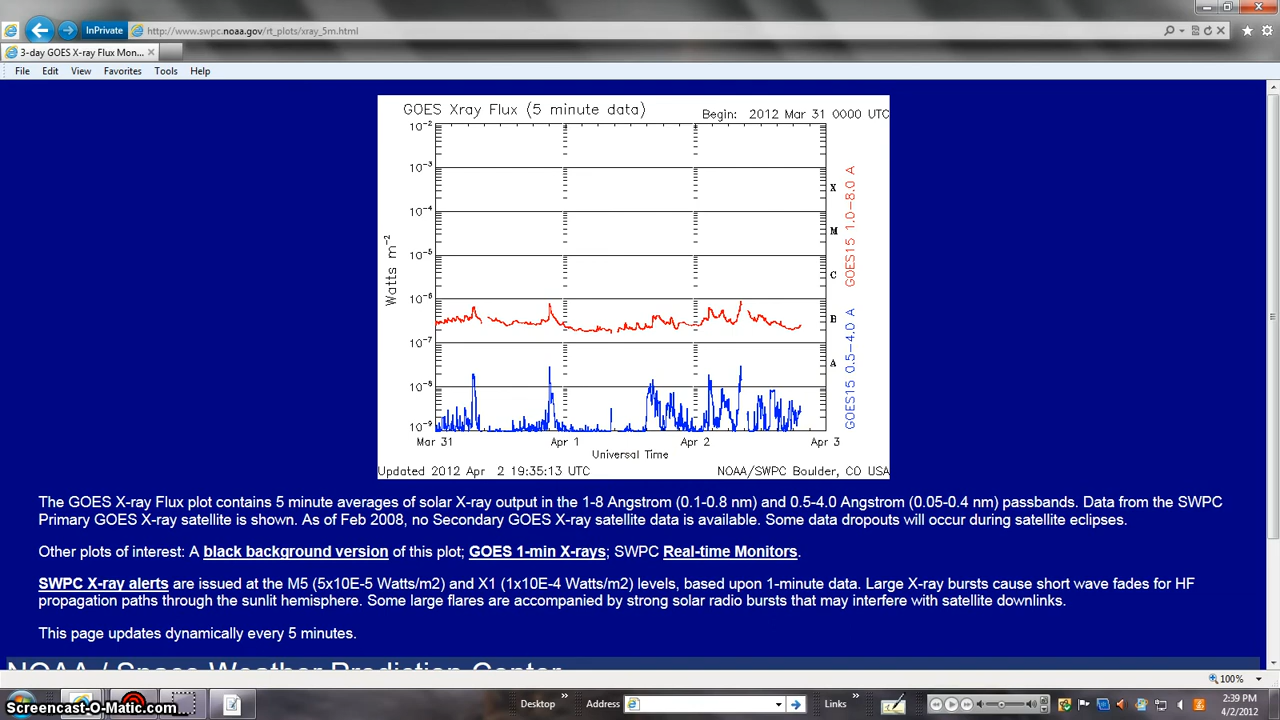 InPrivate
http://www.swpc.noaa.gov/rt_plots/xray_5m.html
3-day GOES X-ray Flux Mon...
File Edit View Favorites Tools Help
GOES Xray Flux (5 minute data)
Begin: 2012 Mar 31 0000 UTC
10⁻²
10⁻³
10⁻⁴
10⁻⁵
10⁻⁶
10⁻⁷
10⁻⁸
10⁻⁹
Watts m⁻²
X
M
C
B
A
GOES15 1.0–8.0 A
GOES15 0.5–4.0 A
Mar 31 Apr 1 Apr 2 Apr 3
Universal Time
Updated 2012 Apr 2 19:35:13 UTC
NOAA/SWPC Boulder, CO USA
The GOES X-ray Flux plot contains 5 minute averages of solar X-ray output in the 1-8 Angstrom (0.1-0.8 nm) and 0.5-4.0 Angstrom (0.05-0.4 nm) passbands. Data from the SWPC
Primary GOES X-ray satellite is shown. As of Feb 2008, no Secondary GOES X-ray satellite data is available. Some data dropouts will occur during satellite eclipses.
Other plots of interest: A black background version of this plot; GOES 1-min X-rays; SWPC Real-time Monitors.
SWPC X-ray alerts are issued at the M5 (5x10E-5 Watts/m2) and X1 (1x10E-4 Watts/m2) levels, based upon 1-minute data. Large X-ray bursts cause short wave fades for HF
propagation paths through the sunlit hemisphere. Some large flares are accompanied by strong solar radio bursts that may interfere with satellite downlinks.
This page updates dynamically every 5 minutes.
NOAA / Space Weather Prediction Center
100%
Screencast-O-Matic.com
Desktop
Address
Links
2:39 PM
4/2/2012